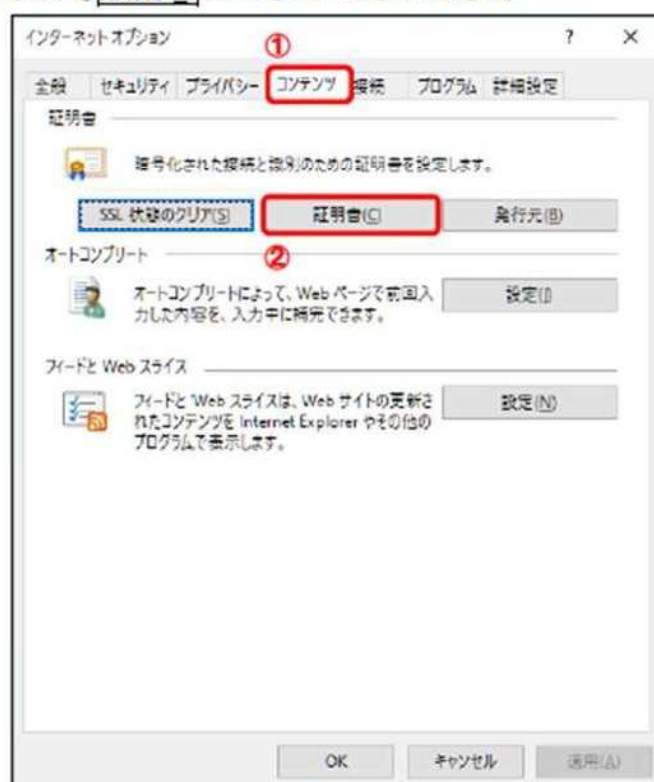 インターネット オプション
?
×
①
全般 セキュリティ プライバシー コンテンツ 接続 プログラム 詳細設定
証明書
暗号化された接続と識別のための証明書を設定します。
SSL 状態のクリア(S) 証明書(C) 発行元(B)
②
オートコンプリート
オートコンプリートによって、Web ページで前回入
力した内容を、入力中に補完できます。
設定(I)
フィードと Web スライス
フィードと Web スライスは、Web サイトの更新さ
れたコンテンツを Internet Explorer やその他の
プログラムで表示します。
設定(N)
OK キャンセル 適用(A)